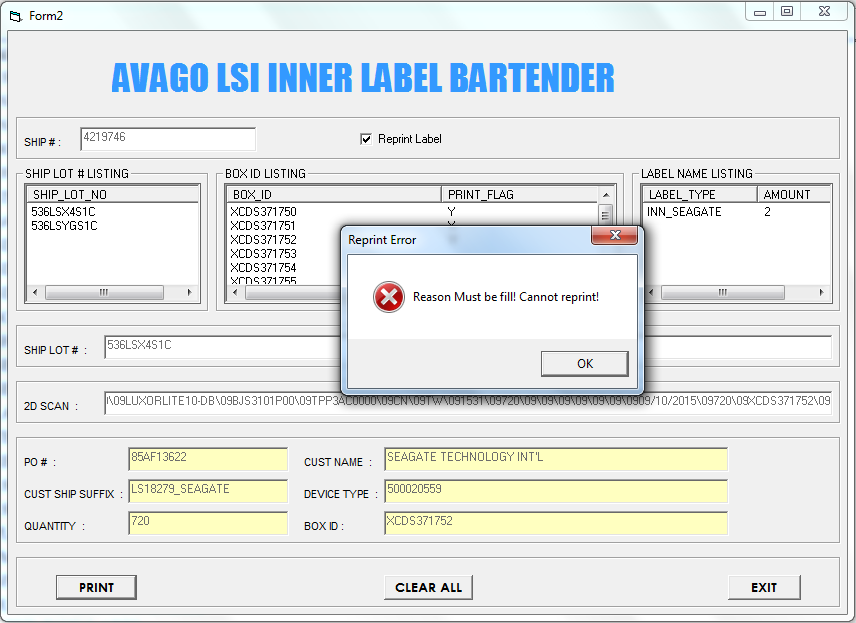 Form2
AVAGO LSI INNER LABEL BARTENDER
SHIP # :
4219746
Reprint Label
SHIP LOT # LISTING
SHIP_LOT_NO
536LSX4S1C
536LSYGS1C
BOX ID LISTING
BOX_ID PRINT_FLAG
XCDS371750 Y
XCDS371751 Y
XCDS371752
XCDS371753
XCDS371754
XCDS371755
LABEL NAME LISTING
LABEL_TYPE AMOUNT
INN_SEAGATE 2
Reprint Error
Reason Must be fill! Cannot reprint!
OK
SHIP LOT # :
536LSX4S1C
2D SCAN :
\09LUXORLITE10-DB\09BJS3101P00\09TPP3AC0000\09CN\09TW\091531\09720\09\09\09\09\09\09\0909/10/2015\09720\09XCDS371752\09
PO # :
85AF13622
CUST NAME :
SEAGATE TECHNOLOGY INT'L
CUST SHIP SUFFIX :
LS18279_SEAGATE
DEVICE TYPE :
500020559
QUANTITY :
720
BOX ID :
XCDS371752
PRINT
CLEAR ALL
EXIT